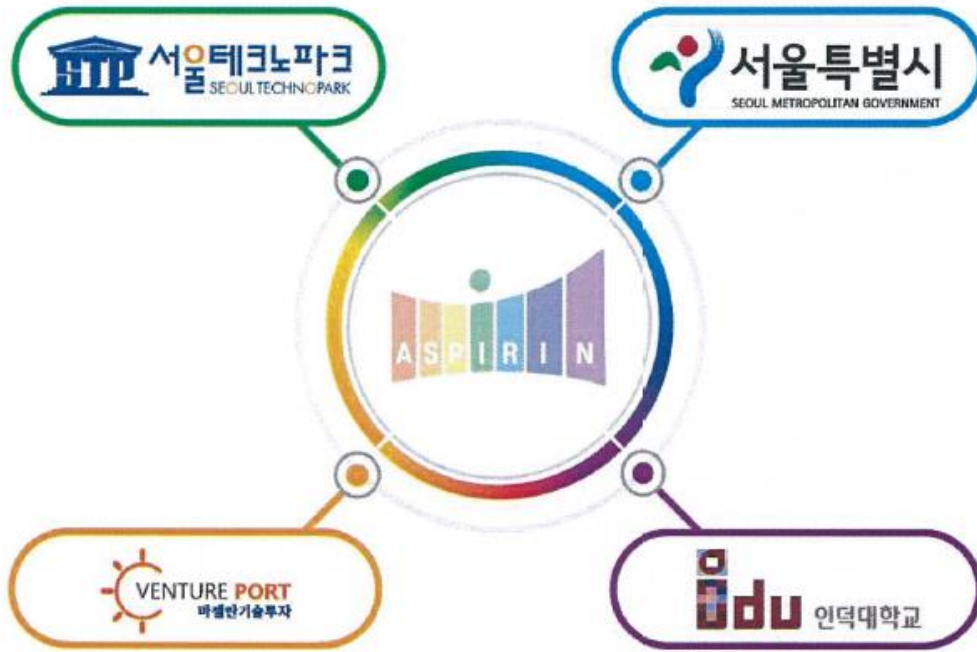 STP 서울테크노파크
SEOUL TECHNOPARK
서울특별시
SEOUL METROPOLITAN GOVERNMENT
ASPIRIN
VENTURE PORT
마젤란기술투자
idu 인덕대학교